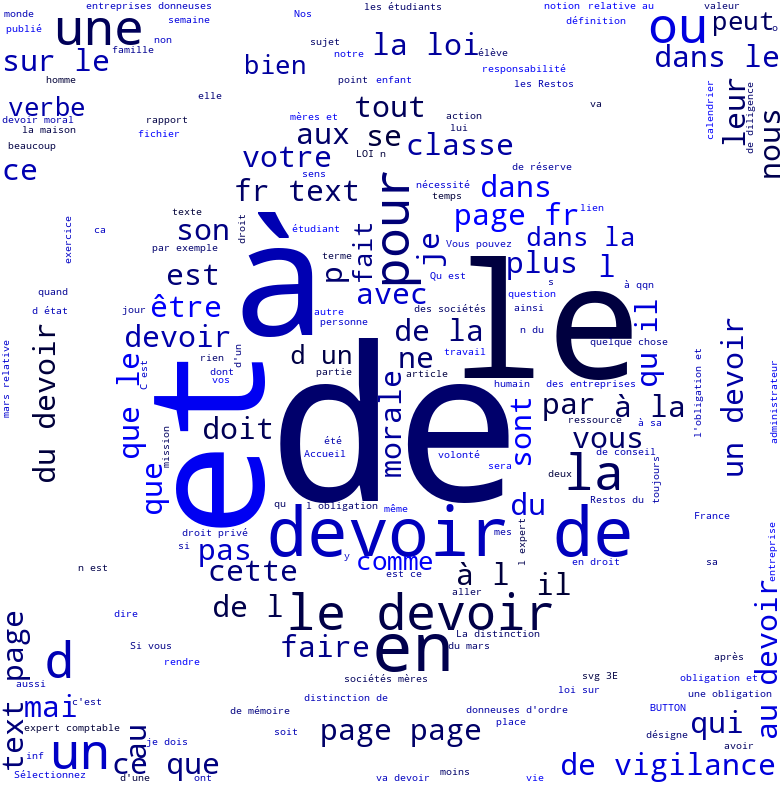 monde
entreprises donneuses
semaine
les étudiants
notion relative au
valeur
publié
une
Nos
définition
ou
peut
o
non
famille
sujet
notre
la loi
élève
sur le
bien
dans le
homme
point
enfant
responsabilité
les Restos
verbe
elle
tout
va
calendrier
leur
de diligence
nous
devoir moral
la maison
rapport
fichier
mères et
action
lui
beaucoup
aux
se
classe
LOI n
ce
votre
sens
de réserve
fr text
pour
nécessité
temps
dans
texte
droit
page fr
lien
exercice
ca
son
étudiant
fait
je
Vous pouvez
dans la
par exemple
à
terme
p
plus
l
est
Qu est
le
s
à qqn
quand
être
avec
question
d état
jour
autre
personne
des sociétés
ainsi
qu il
devoir
de la
n du
quelque chose
mars relative
du devoir
que le
c est
rien
d'un
d un
ne
travail
l'obligation et
un devoir
administrateur
et
dont
vos
partie
article
de
morale
humain
des entreprises
sont
par
à la
doit
ressource
à sa
mission
été
Accueil
volonté
vous
que
sera
deux
la
de conseil
toujours
qu
l obligation
même
du
Restos du
devoir de
France
droit privé
si
pas
y
comme
mes
l expert
en droit
sa
entreprise
n est
cette
est ce
à l
il
aller
de l
le devoir
au devoir
dire
text page
Si vous
faire
en
La distinction
du mars
rendre
après
d
sociétés mères
svg 3E
obligation et
aussi
loi sur
une obligation
mai
c'est
distinction de
de mémoire
donneuses d'ordre
place
BUTTON
expert comptable
au
soit
page page
qui
désigne
inf
un
je dois
avoir
ce que
Sélectionnez
d'une
ont
va devoir
moins
vie
de vigilance